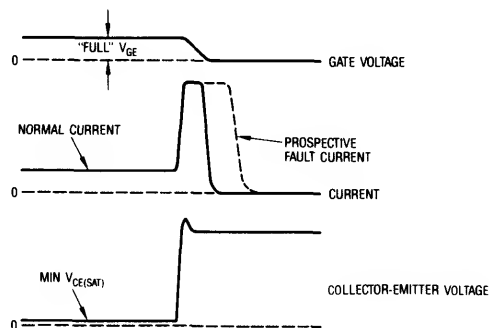 "FULL" VGE
0
GATE VOLTAGE
NORMAL CURRENT
PROSPECTIVE
FAULT CURRENT
0
CURRENT
MIN VCE(SAT)
COLLECTOR-EMITTER VOLTAGE
0